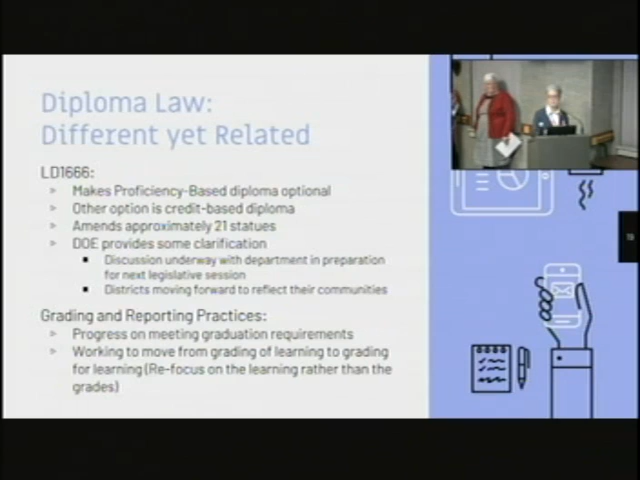 Diploma Law:
Different yet Related
LD1666:
Makes Proficiency-Based diploma optional
Other option is credit-based diploma
Amends approximately 21 statues
DOE provides some clarification
Discussion underway with department in preparation
for next legislative session
Districts moving forward to reflect their communities
Grading and Reporting Practices:
Progress on meeting graduation requirements
Working to move from grading of learning to grading
for learning (Re-focus on the learning rather than the
grades)